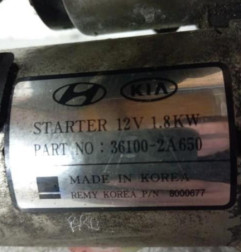 KIA
STARTER 12V 1.8KW
PART NO : 36100-2A650
MADE IN KOREA
REMY KOREA P/N 8000677